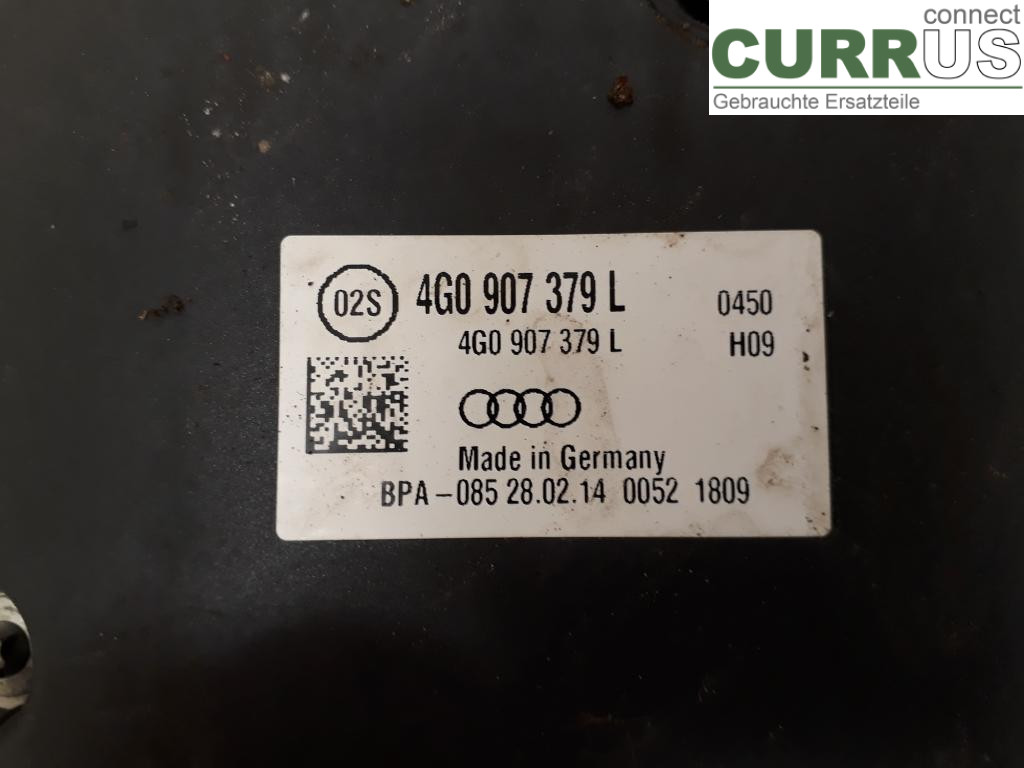 connect
CURRUS
Gebrauchte Ersatzteile
02S 4G0 907 379 L 0450
4G0 907 379 L H09
Made in Germany
BPA-085 28.02.14 0052 1809